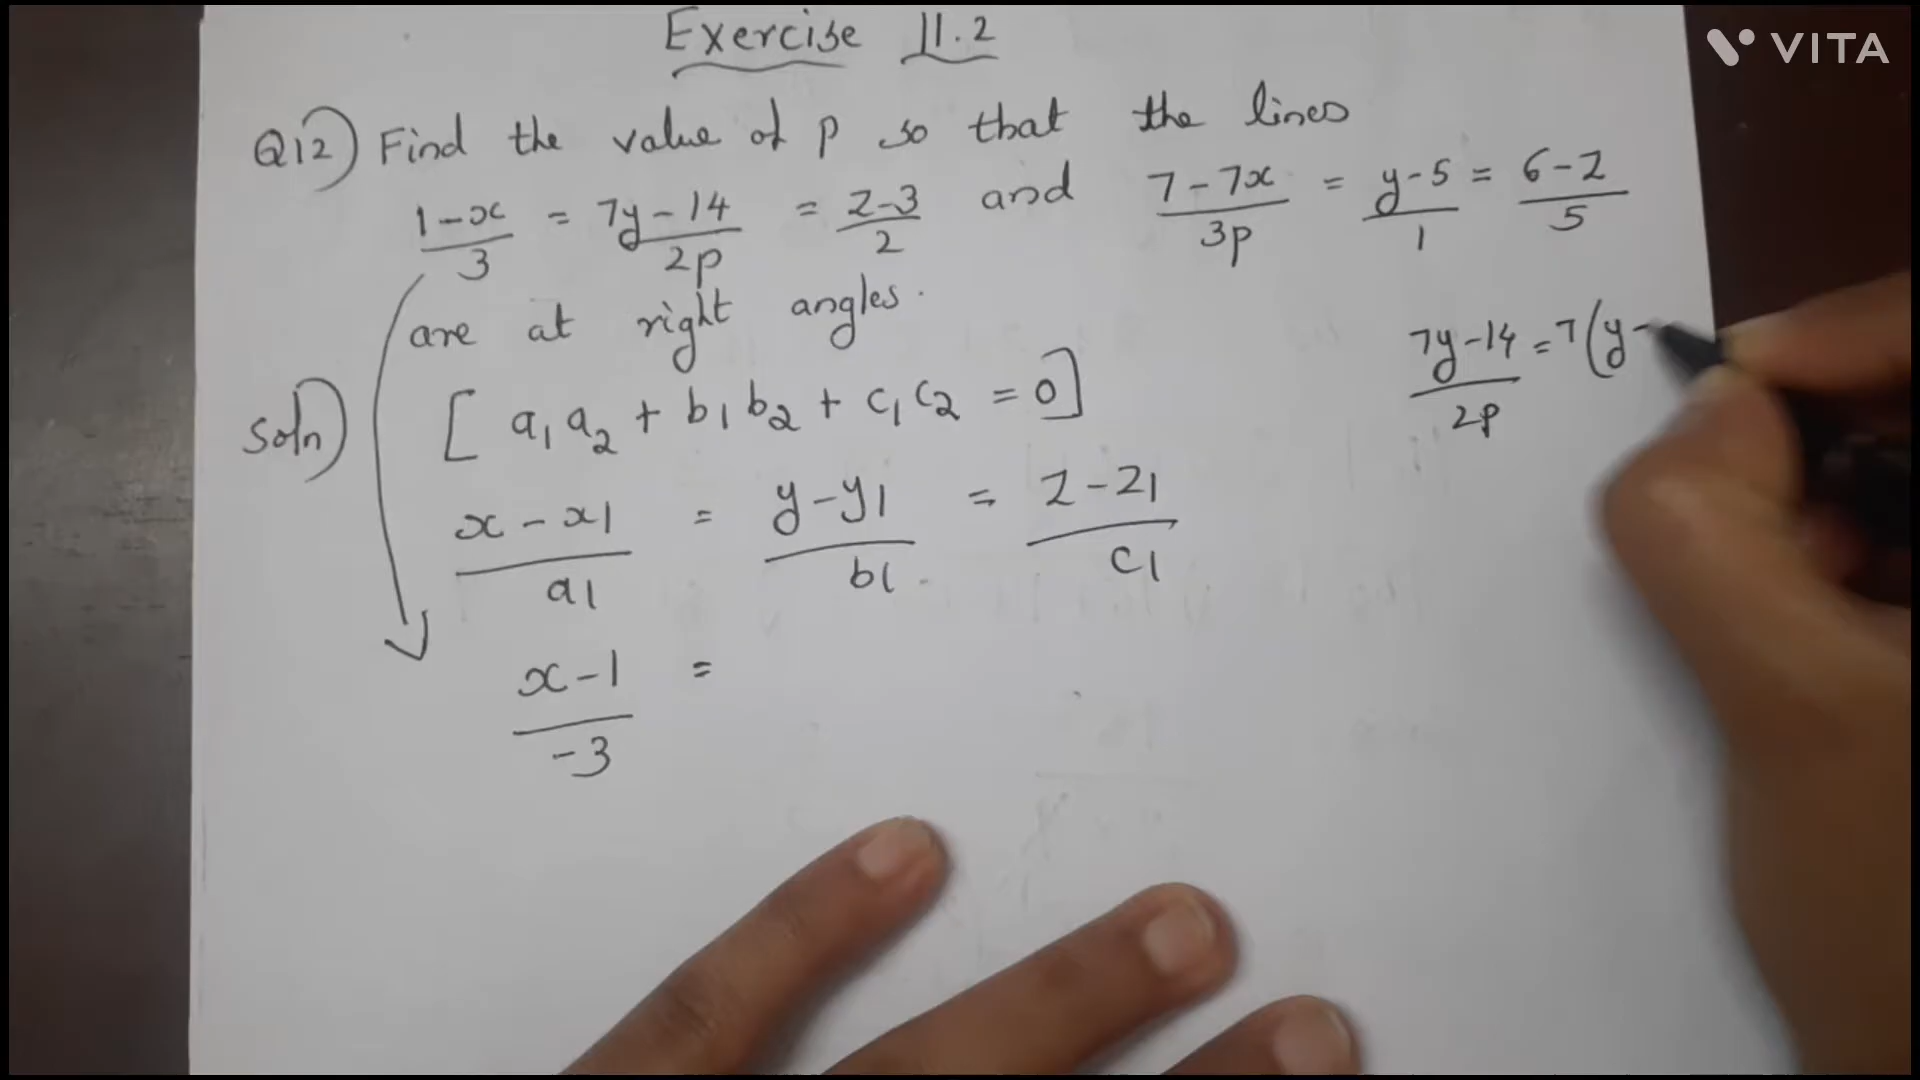 Exercise 11.2
VITA
Q12) Find the value of p so that the lines
1-x/3 = 7y-14/2p = z-3/2 and 7-7x/3p = y-5/1 = 6-z/5
are at right angles.
7y-14/2p = 7(y-
Soln) [a₁a₂ + b₁b₂ + c₁c₂ = 0]
x-x1/a1 = y-y1/b1 = z-z1/c1
x-1/-3 =